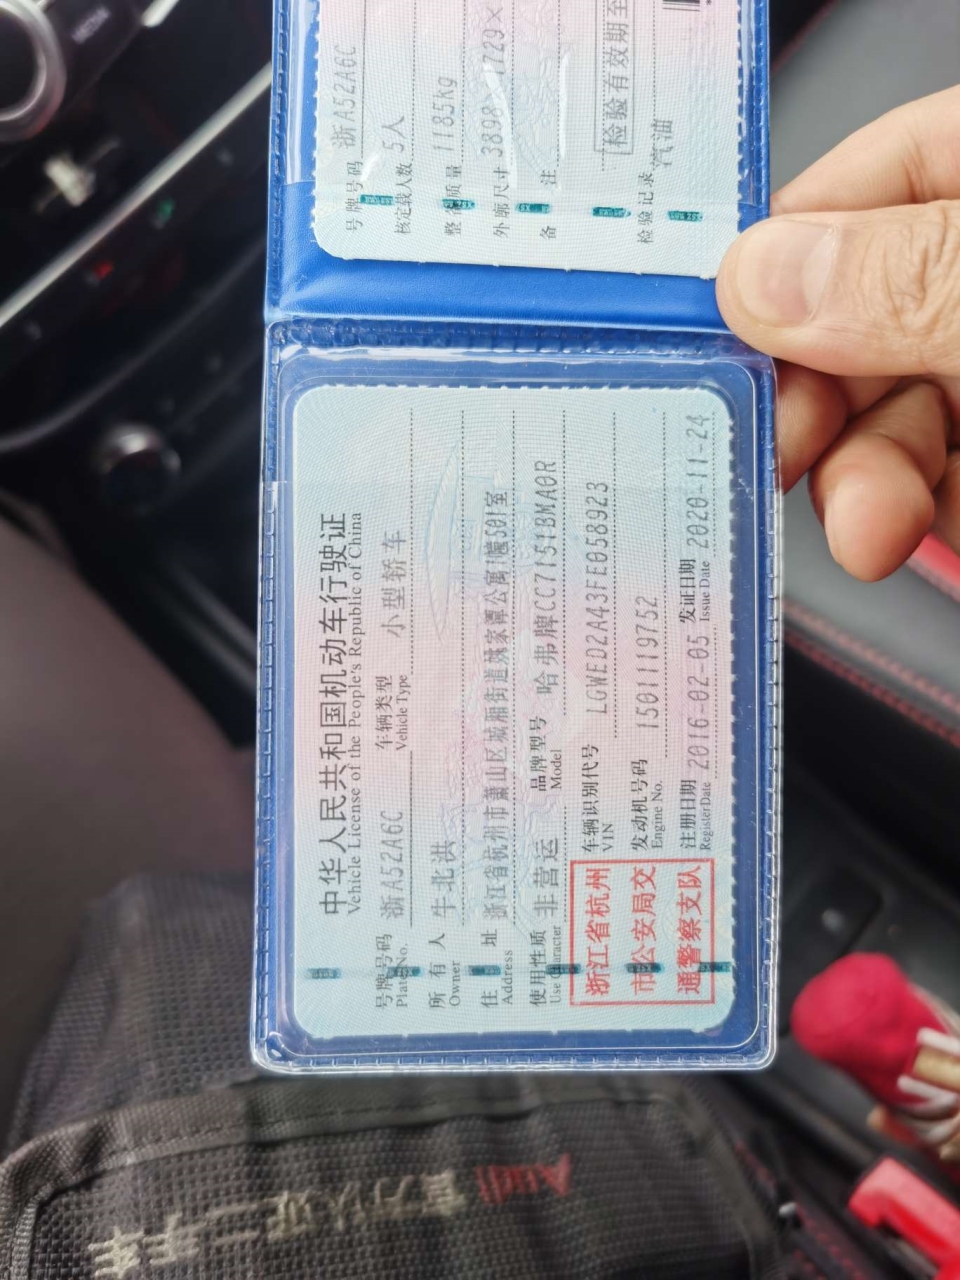 中华人民共和国机动车行驶证
Vehicle License of the People's Republic of China
号牌号码 浙A52A6C 车辆类型 小型轿车
Plate No. Vehicle Type
所有人 牛北洪
Owner
住址 浙江省杭州市萧山区城厢街道姚家潭公寓1幢501室
Address
使用性质 非营运 品牌型号 哈弗牌CC7151BMA0R
Use Character Model
浙江省杭州
市公安局交
通警察支队
车辆识别代号 LGWED2A43FE058923
VIN
发动机号码 1501119752
Engine No.
注册日期 2016-02-05 发证日期 2020-11-24
Register Date Issue Date
号牌号码 浙A52A6C
核定载人数 5人
整备质量 1185kg
外廓尺寸 3898 1729×
备注
检验有效期至
检验记录 汽油
Audi 官方认证二手车